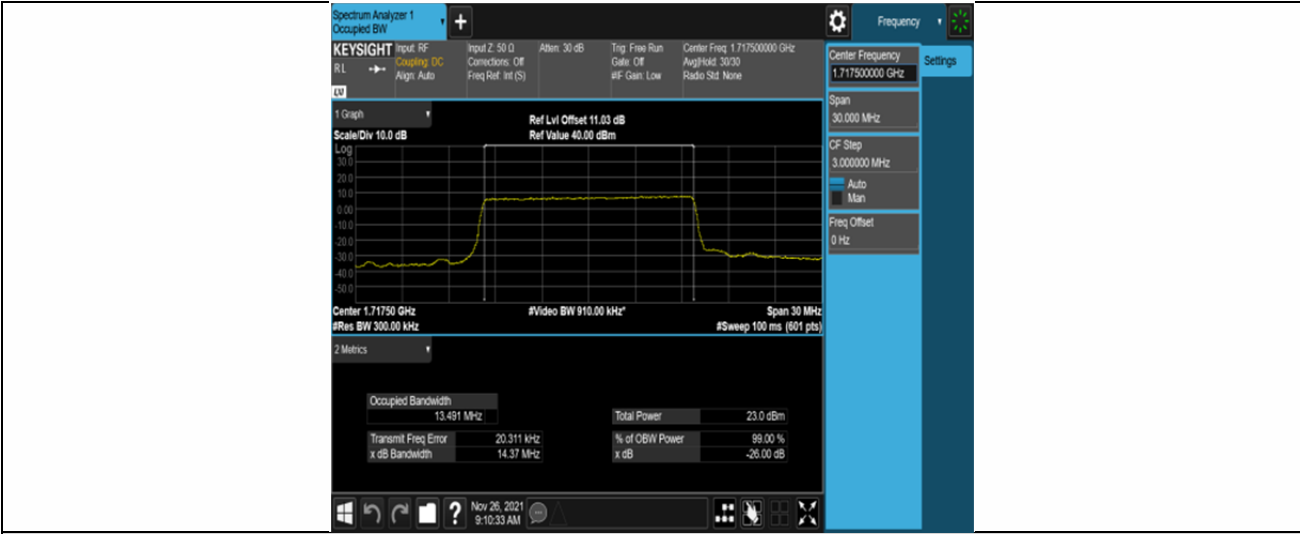 Spectrum Analyzer 1
Occupied BW
+
Frequency
KEYSIGHT
RL
Input: RF
Coupling: DC
Align: Auto
Input Z: 50 Ω
Corrections: Off
Freq Ref: Int (S)
Atten: 30 dB
Trig: Free Run
Gate: Off
#IF Gain: Low
Center Freq: 1.717500000 GHz
Avg|Hold: 30/30
Radio Std: None
Center Frequency
1.717500000 GHz
Settings
Span
30.000 MHz
CF Step
3.000000 MHz
Auto
Man
Freq Offset
0 Hz
1 Graph
Scale/Div 10.0 dB
Ref Lvl Offset 11.03 dB
Ref Value 40.00 dBm
Log
30.0
20.0
10.0
0.00
-10.0
-20.0
-30.0
-40.0
-50.0
Center 1.71750 GHz
#Res BW 300.00 kHz
#Video BW 910.00 kHz*
Span 30 MHz
#Sweep 100 ms (601 pts)
2 Metrics
Occupied Bandwidth
13.491 MHz
Transmit Freq Error 20.311 kHz
x dB Bandwidth 14.37 MHz
Total Power 23.0 dBm
% of OBW Power 99.00 %
x dB -26.00 dB
?
Nov 26, 2021
9:10:33 AM